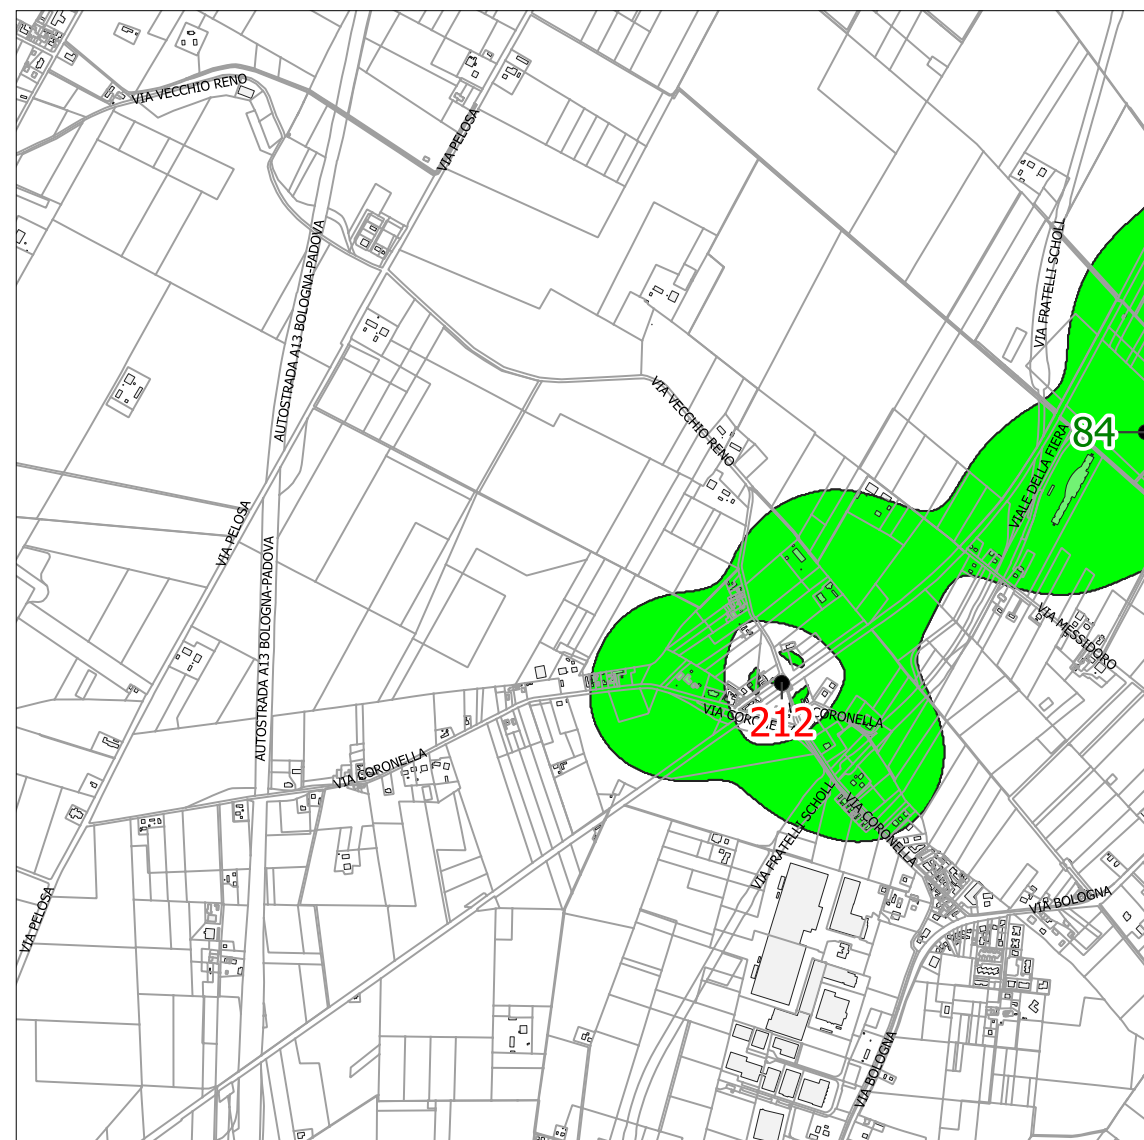 VIA VECCHIO RENO
VIA PELOSA
VIA FRATELLI SCHOLL
AUTOSTRADA A13 BOLOGNA-PADOVA
VIA VECCHIO RENO
84
VIALE DELLA FIERA
VIA PELOSA
AUTOSTRADA A13 BOLOGNA-PADOVA
VIA MESSIDORO
VIA CORONELLA
CORONELLA
212
VIA CORONELLA
VIA FRATELLI SCHOLL
VIA CORONELLA
VIA PELOSA
VIA BOLOGNA
VIA BOLOGNA